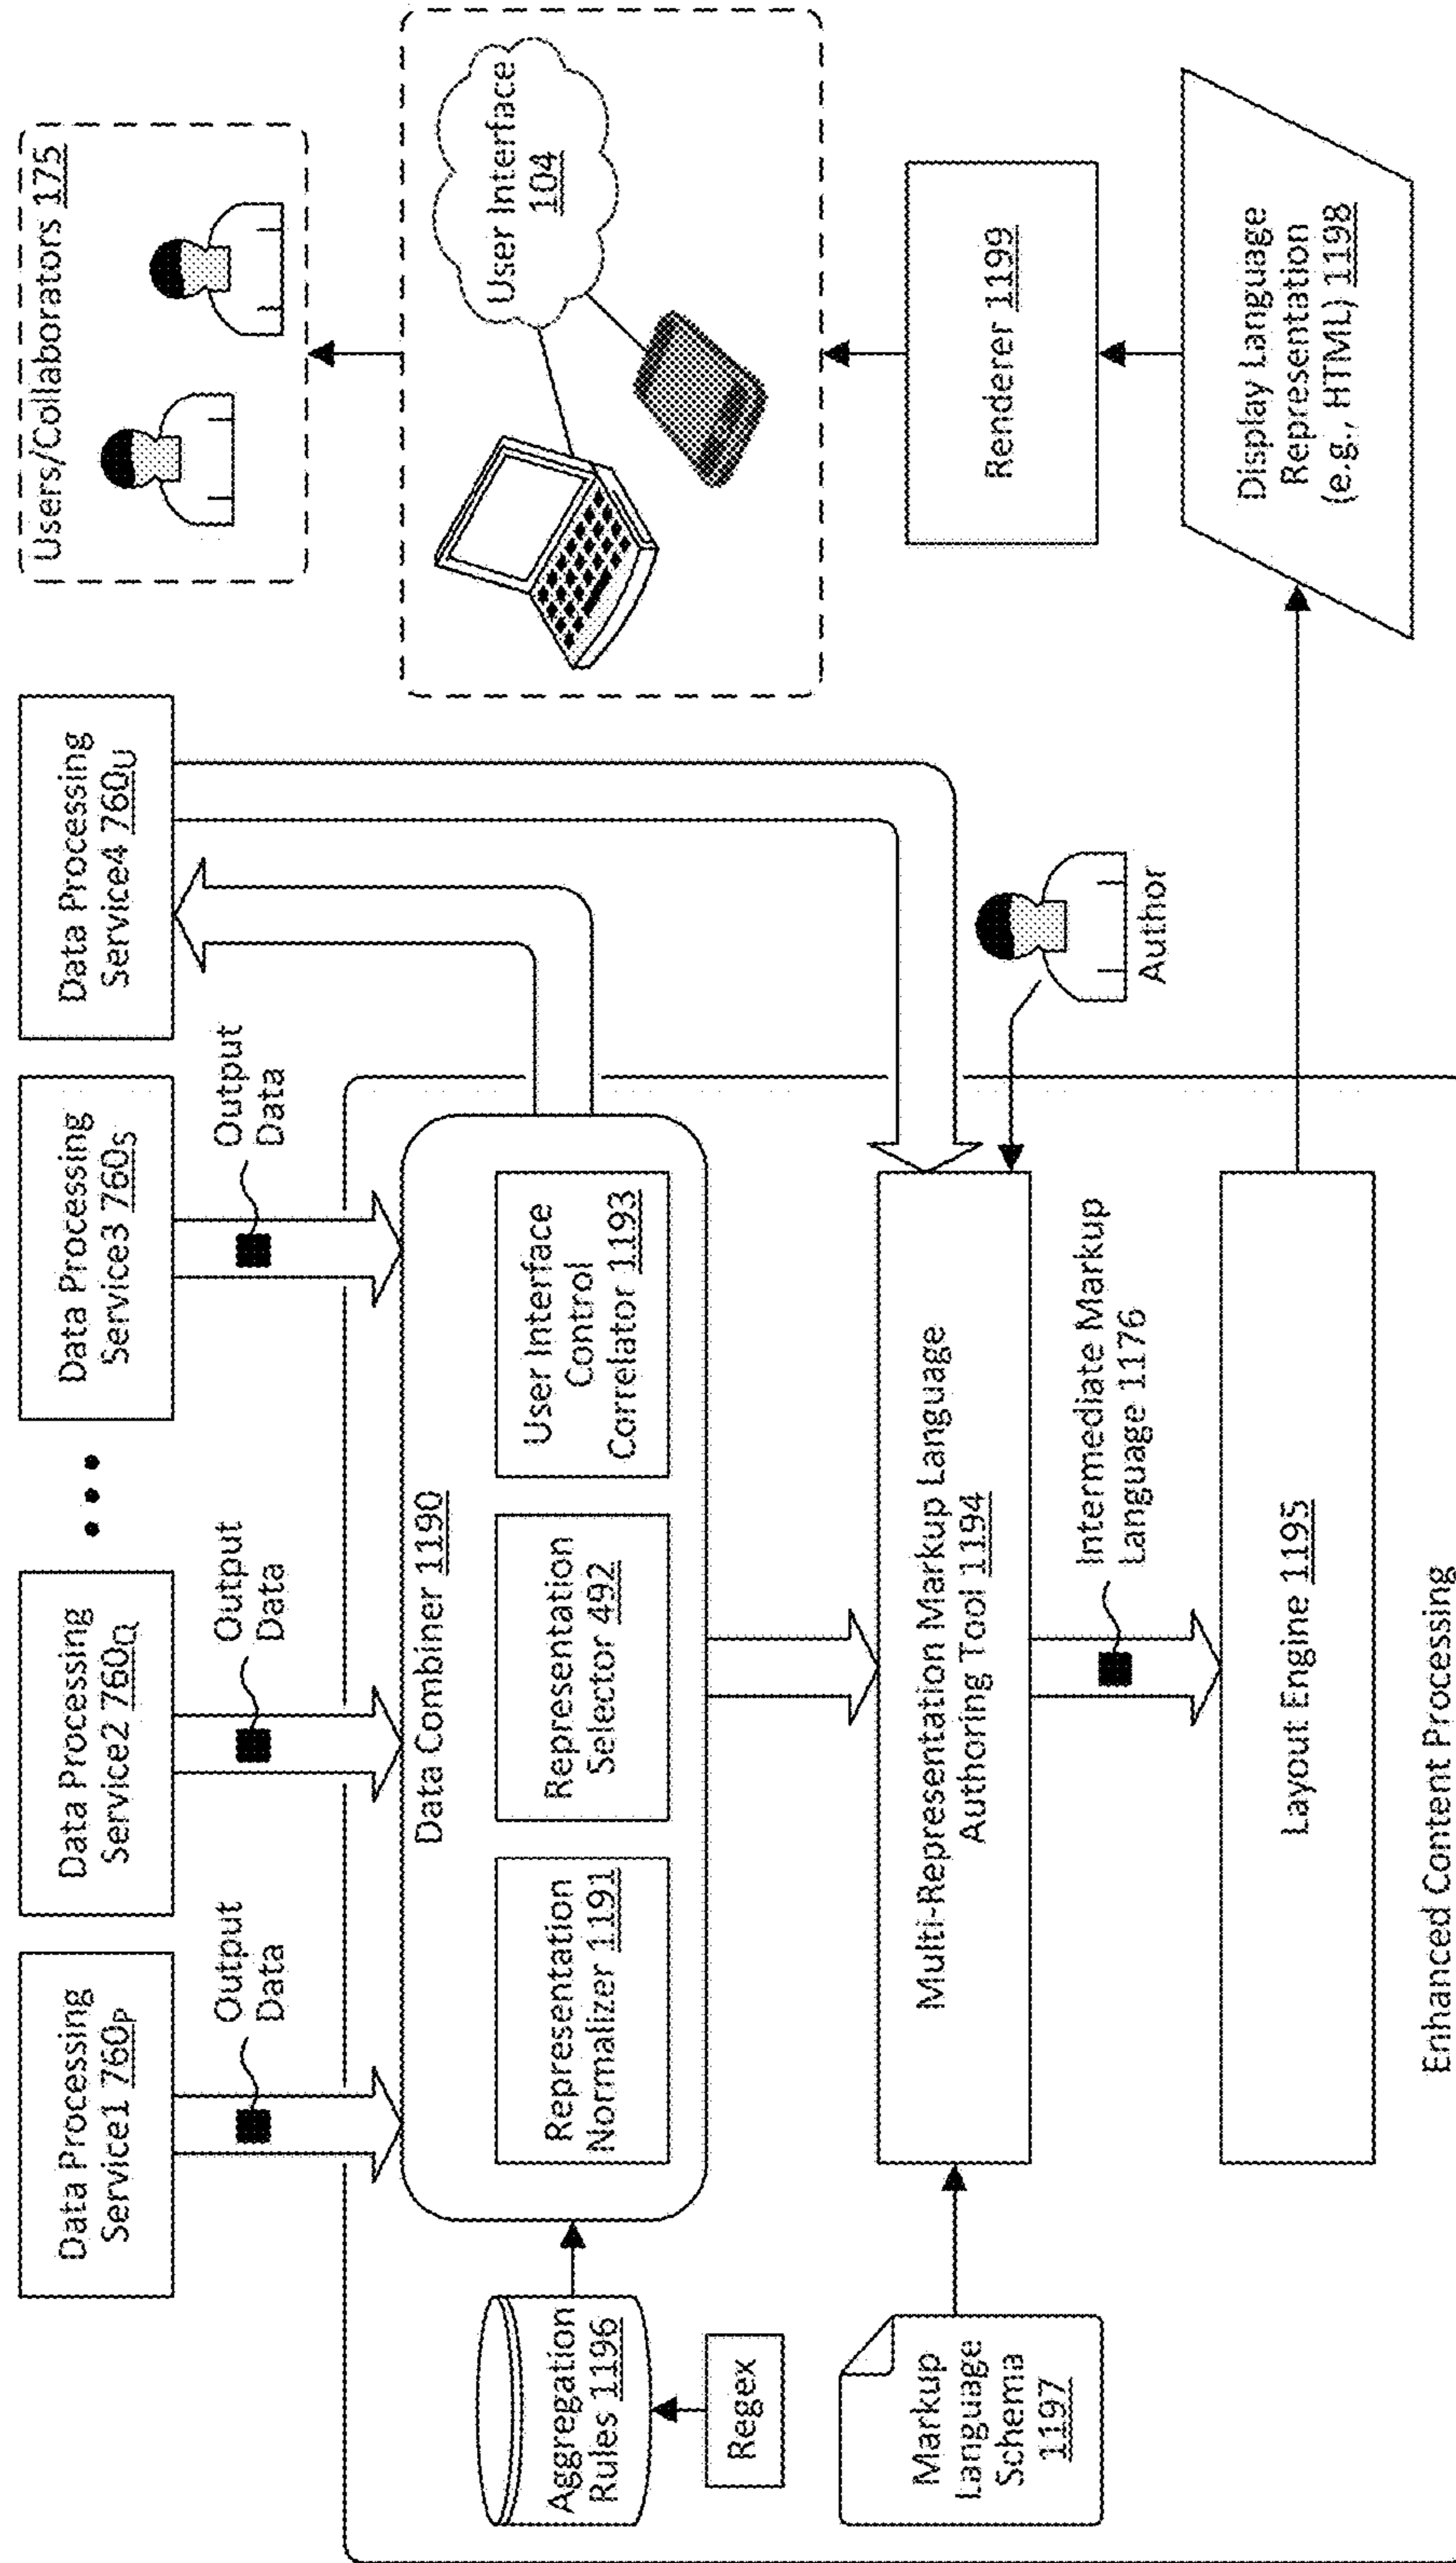 Data Processing
Service1 760P
Data Processing
Service2 760Q
Data Processing
Service3 760S
Data Processing
Service4 760U
Users/Collaborators 175
Output
Data
Output
Data
Output
Data
User Interface
104
Data Combiner 1190
Representation
Normalizer 1191
Representation
Selector 492
User Interface
Control
Correlator 1193
Aggregation
Rules 1196
Regex
Renderer 1199
Markup
Language
Schema
1197
Multi-Representation Markup Language
Authoring Tool 1194
Author
Intermediate Markup
Language 1176
Layout Engine 1195
Display Language
Representation
(e.g., HTML) 1198
Enhanced Content Processing